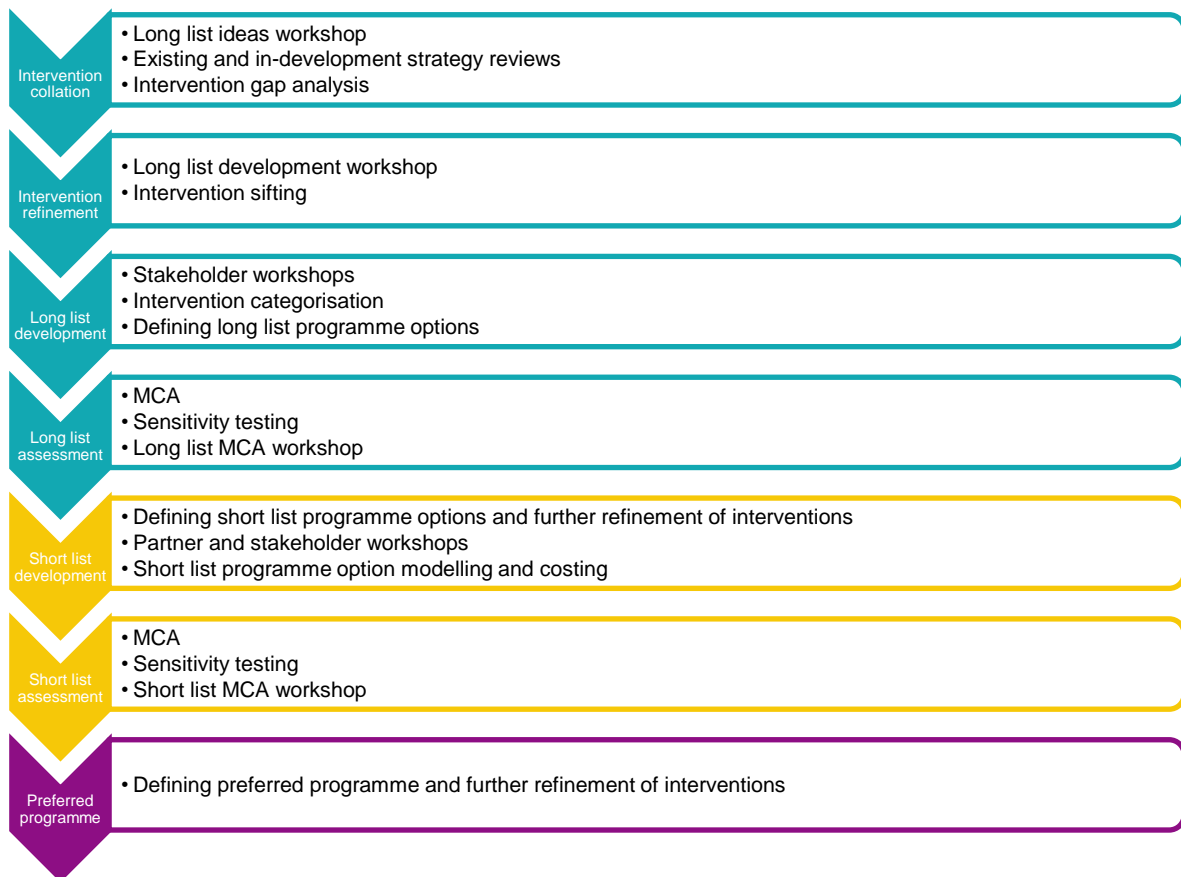 Intervention
collation
• Long list ideas workshop
• Existing and in-development strategy reviews
• Intervention gap analysis
Intervention
refinement
• Long list development workshop
• Intervention sifting
Long list
development
• Stakeholder workshops
• Intervention categorisation
• Defining long list programme options
Long list
assessment
• MCA
• Sensitivity testing
• Long list MCA workshop
Short list
development
• Defining short list programme options and further refinement of interventions
• Partner and stakeholder workshops
• Short list programme option modelling and costing
Short list
assessment
• MCA
• Sensitivity testing
• Short list MCA workshop
Preferred
programme
• Defining preferred programme and further refinement of interventions